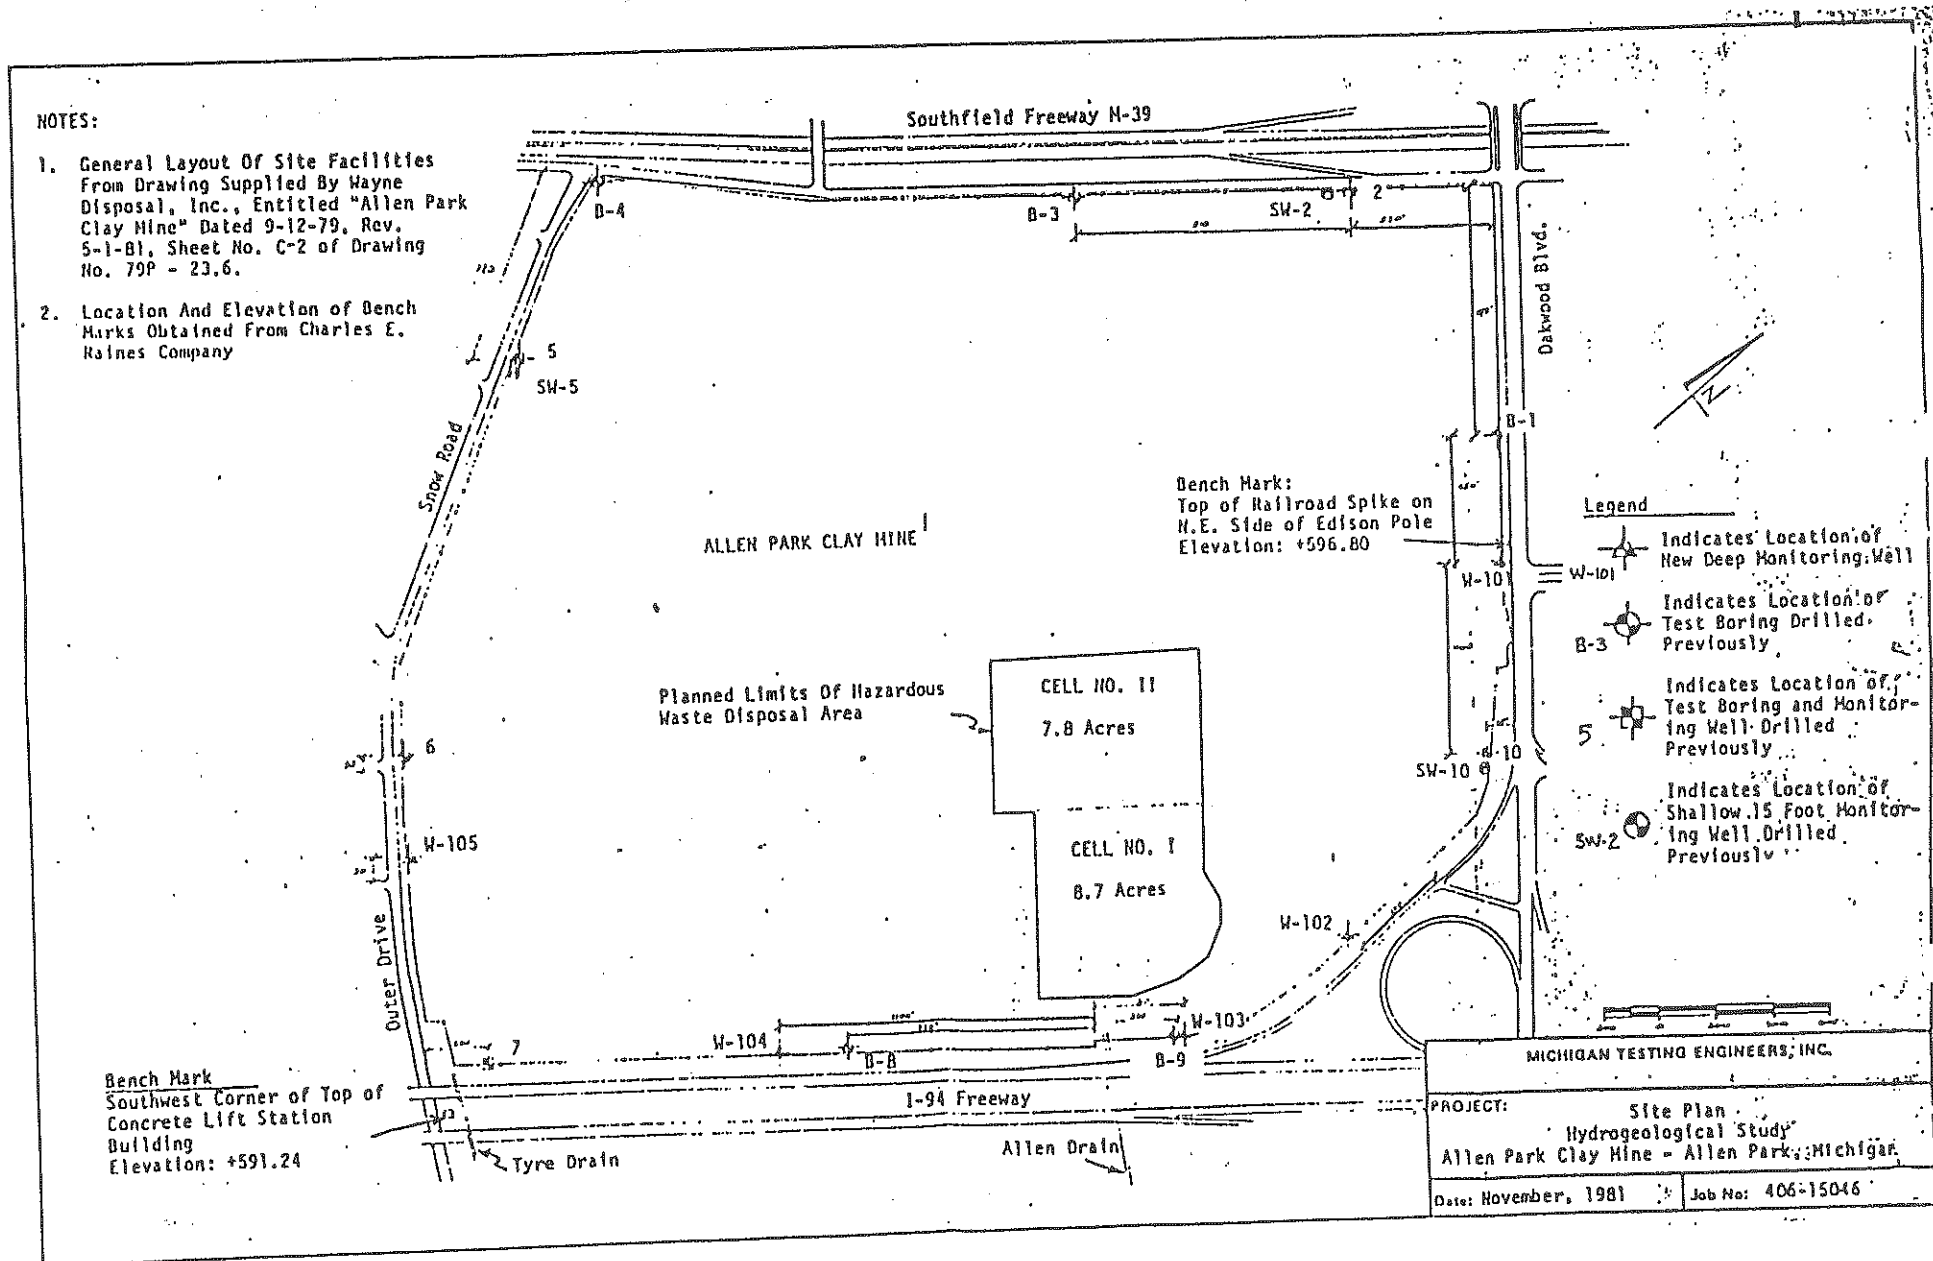 NOTES:
1. General Layout Of Site Facilities
From Drawing Supplied By Wayne
Disposal, Inc., Entitled "Allen Park
Clay Mine" Dated 9-12-79, Rev.
5-1-81, Sheet No. C-2 of Drawing
No. 79P - 23.6.
2. Location And Elevation of Bench
Marks Obtained From Charles E.
Raines Company
Southfield Freeway M-39
B-4
B-3
SW-2
2
Oakwood Blvd.
N
5
SW-5
Snow Road
B-1
Bench Mark:
Top of Railroad Spike on
N.E. Side of Edison Pole
Elevation: +596.80
ALLEN PARK CLAY MINE
W-101
Legend
W-101
Indicates Location of
New Deep Monitoring Well
B-3
Indicates Location of
Test Boring Drilled
Previously
5
Indicates Location of
Test Boring and Monitor-
ing Well Drilled
Previously
SW-2
Indicates Location of
Shallow 15 Foot Monitor-
ing Well Drilled
Previously
Planned Limits Of Hazardous
Waste Disposal Area
CELL NO. II
7.8 Acres
CELL NO. I
8.7 Acres
6
W-105
SW-10
10
W-102
Outer Drive
7
W-104
B-8
W-103
B-9
Bench Mark
Southwest Corner of Top of
Concrete Lift Station
Building
Elevation: +591.24
I-94 Freeway
Tyre Drain
Allen Drain
MICHIGAN TESTING ENGINEERS, INC.
PROJECT:
Site Plan
Hydrogeological Study
Allen Park Clay Mine - Allen Park, Michigan
Date: November, 1981
Job No: 406-15046